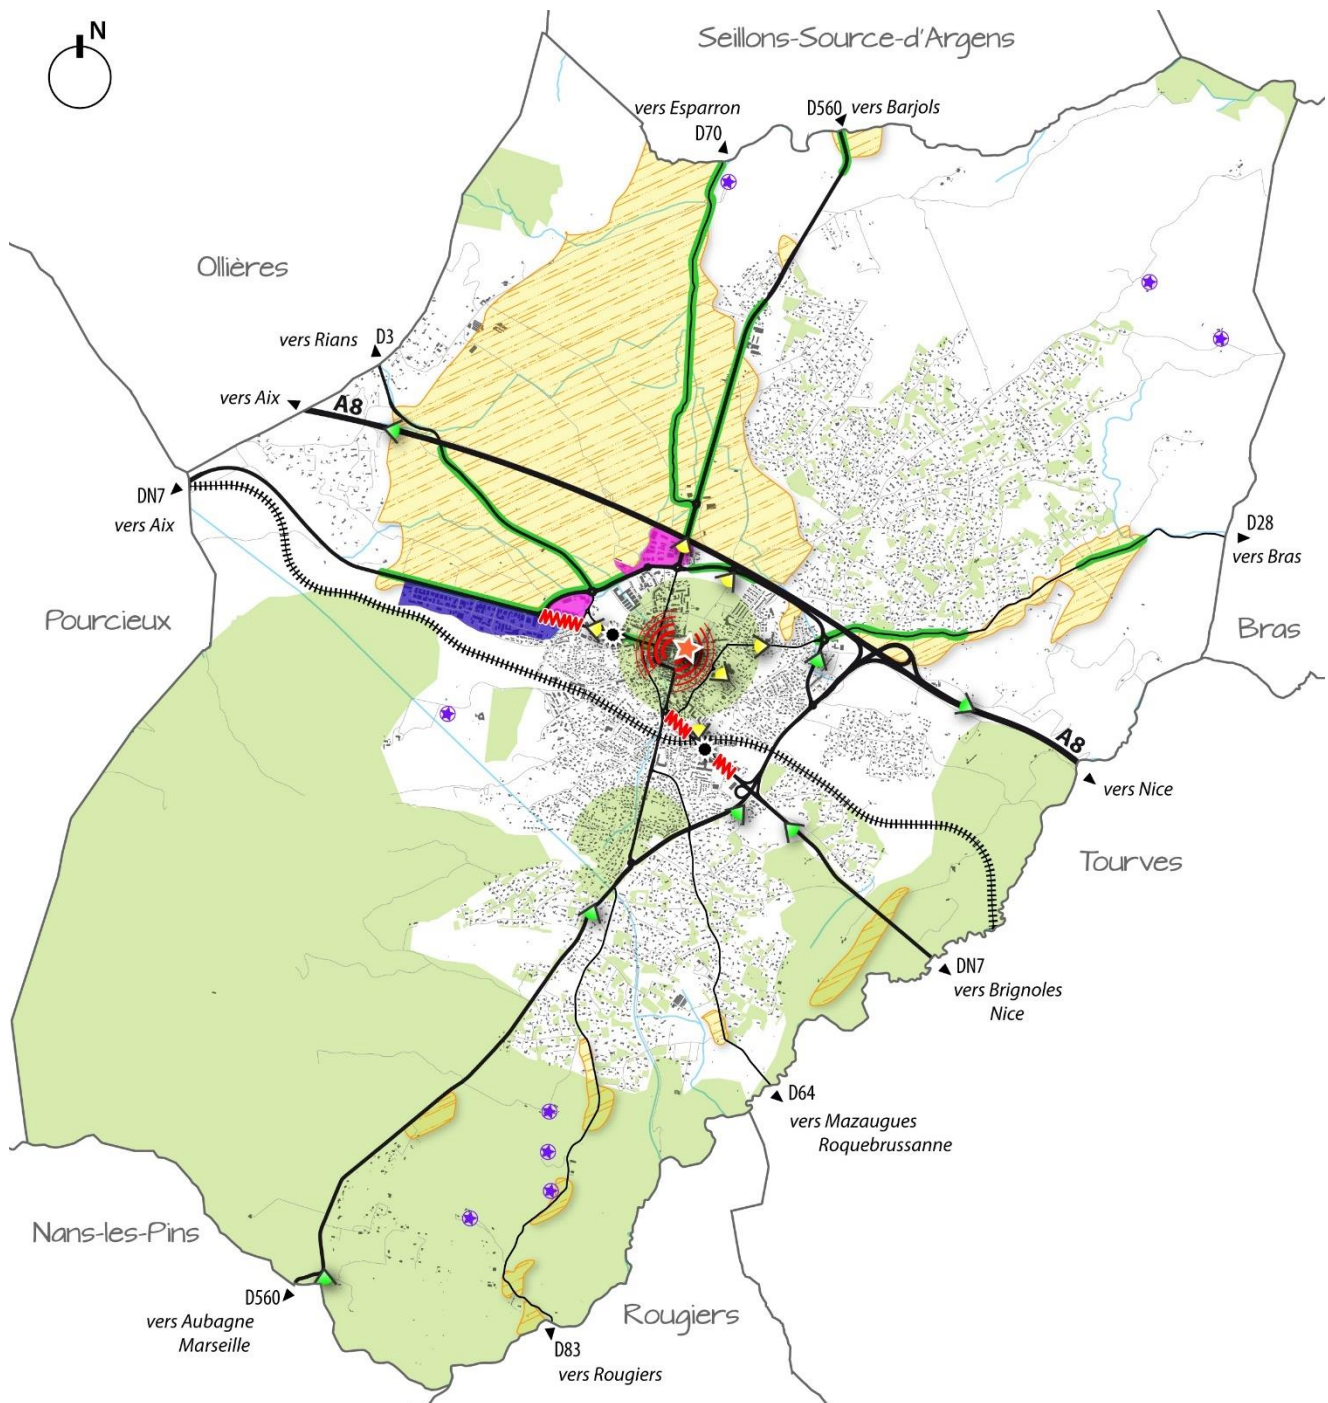 N
Seillons-Source-d'Argens
vers Esparron
D70
D560
vers Barjols
Ollières
vers Rians
D3
vers Aix
A8
DN7
vers Aix
D28
vers Bras
Pourcieux
Bras
A8
vers Nice
Tourves
DN7
vers Brignoles
Nice
D64
vers Mazaugues
Roquebrussanne
Nans-les-Pins
D560
vers Aubagne
Marseille
Rougiers
D83
vers Rougiers